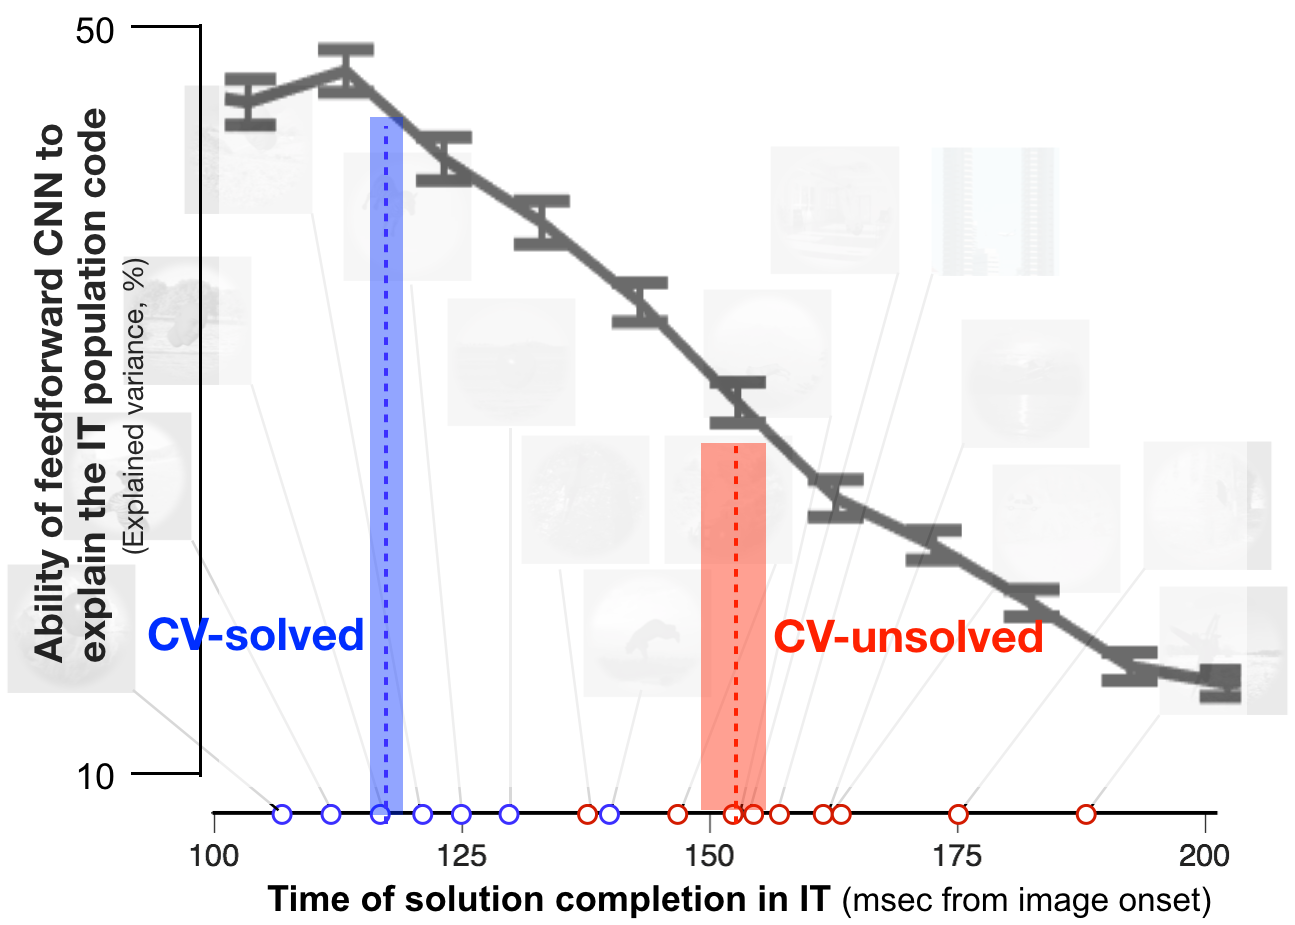 50
Ability of feedforward CNN to
explain the IT population code
(Explained variance, %)
CV-solved
CV-unsolved
10
100
125
150
175
200
Time of solution completion in IT (msec from image onset)